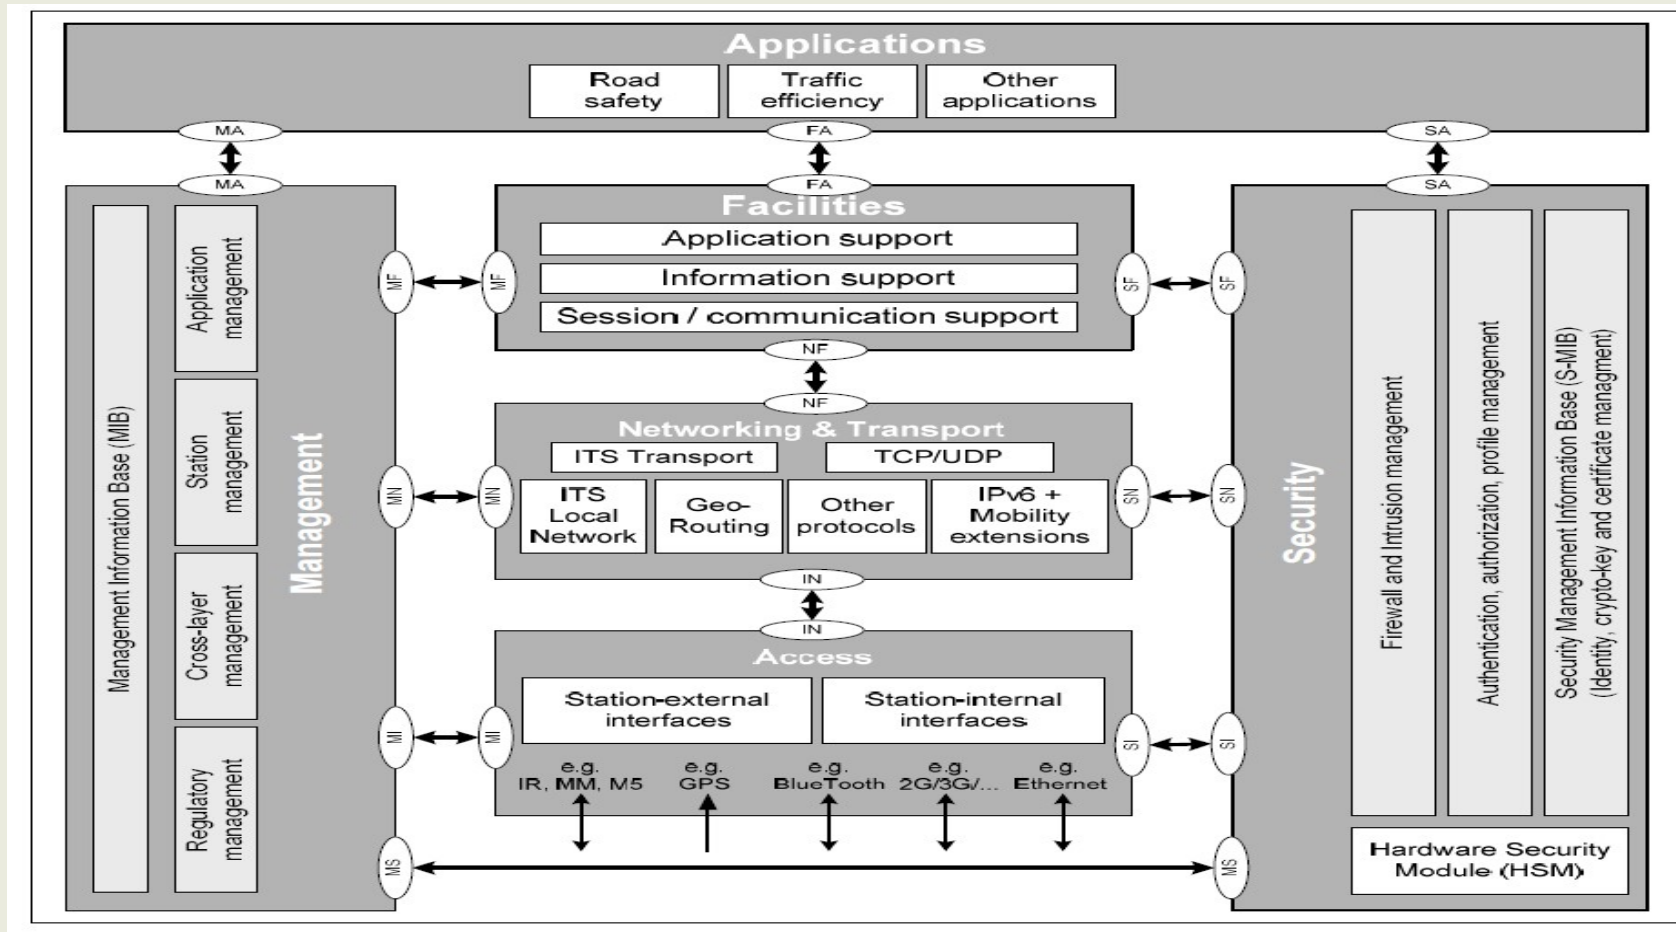 Applications
Road
safety
Traffic
efficiency
Other
applications
MA
FA
SA
MA
FA
SA
Management Information Base (MIB)
Application
management
Station
management
Cross-layer
management
Regulatory
management
Management
MF
MF
MN
MN
MI
MI
MS
Facilities
Application support
Information support
Session / communication support
NF
NF
Networking & Transport
ITS Transport
TCP/UDP
ITS
Local
Network
Geo-
Routing
Other
protocols
IPv6 +
Mobility
extensions
IN
IN
Access
Station-external
interfaces
Station-internal
interfaces
e.g.
IR, MM, M5
e.g.
GPS
e.g.
BlueTooth
e.g.
2G/3G/...
e.g.
Ethernet
SF
SF
SN
SN
SI
SI
MS
Security
Firewall and Intrusion management
Authentication, authorization, profile management
Security Management Information Base (S-MIB)
(Identity, crypto-key and certificate managment)
Hardware Security
Module (HSM)